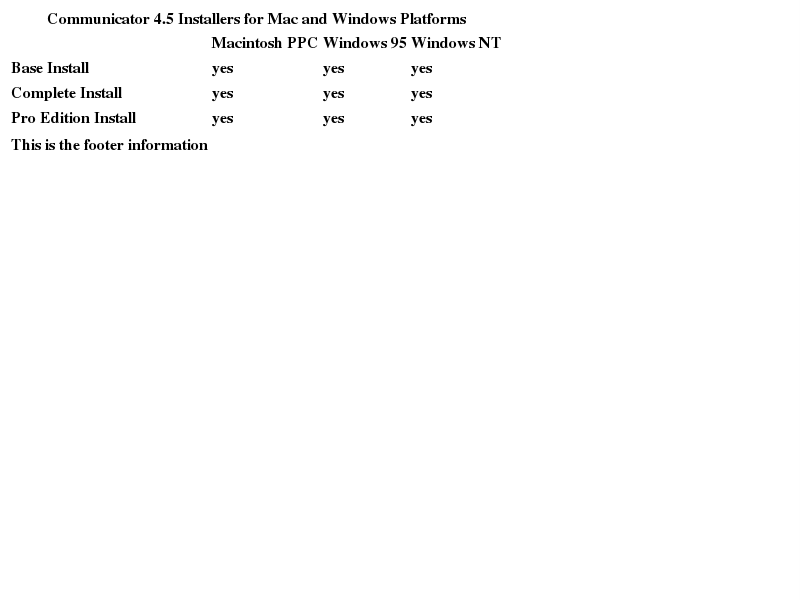 Communicator 4.5 Installers for Mac and Windows Platforms
Macintosh PPC Windows 95 Windows NT
Base Install yes yes yes
Complete Install yes yes yes
Pro Edition Install yes yes yes
This is the footer information